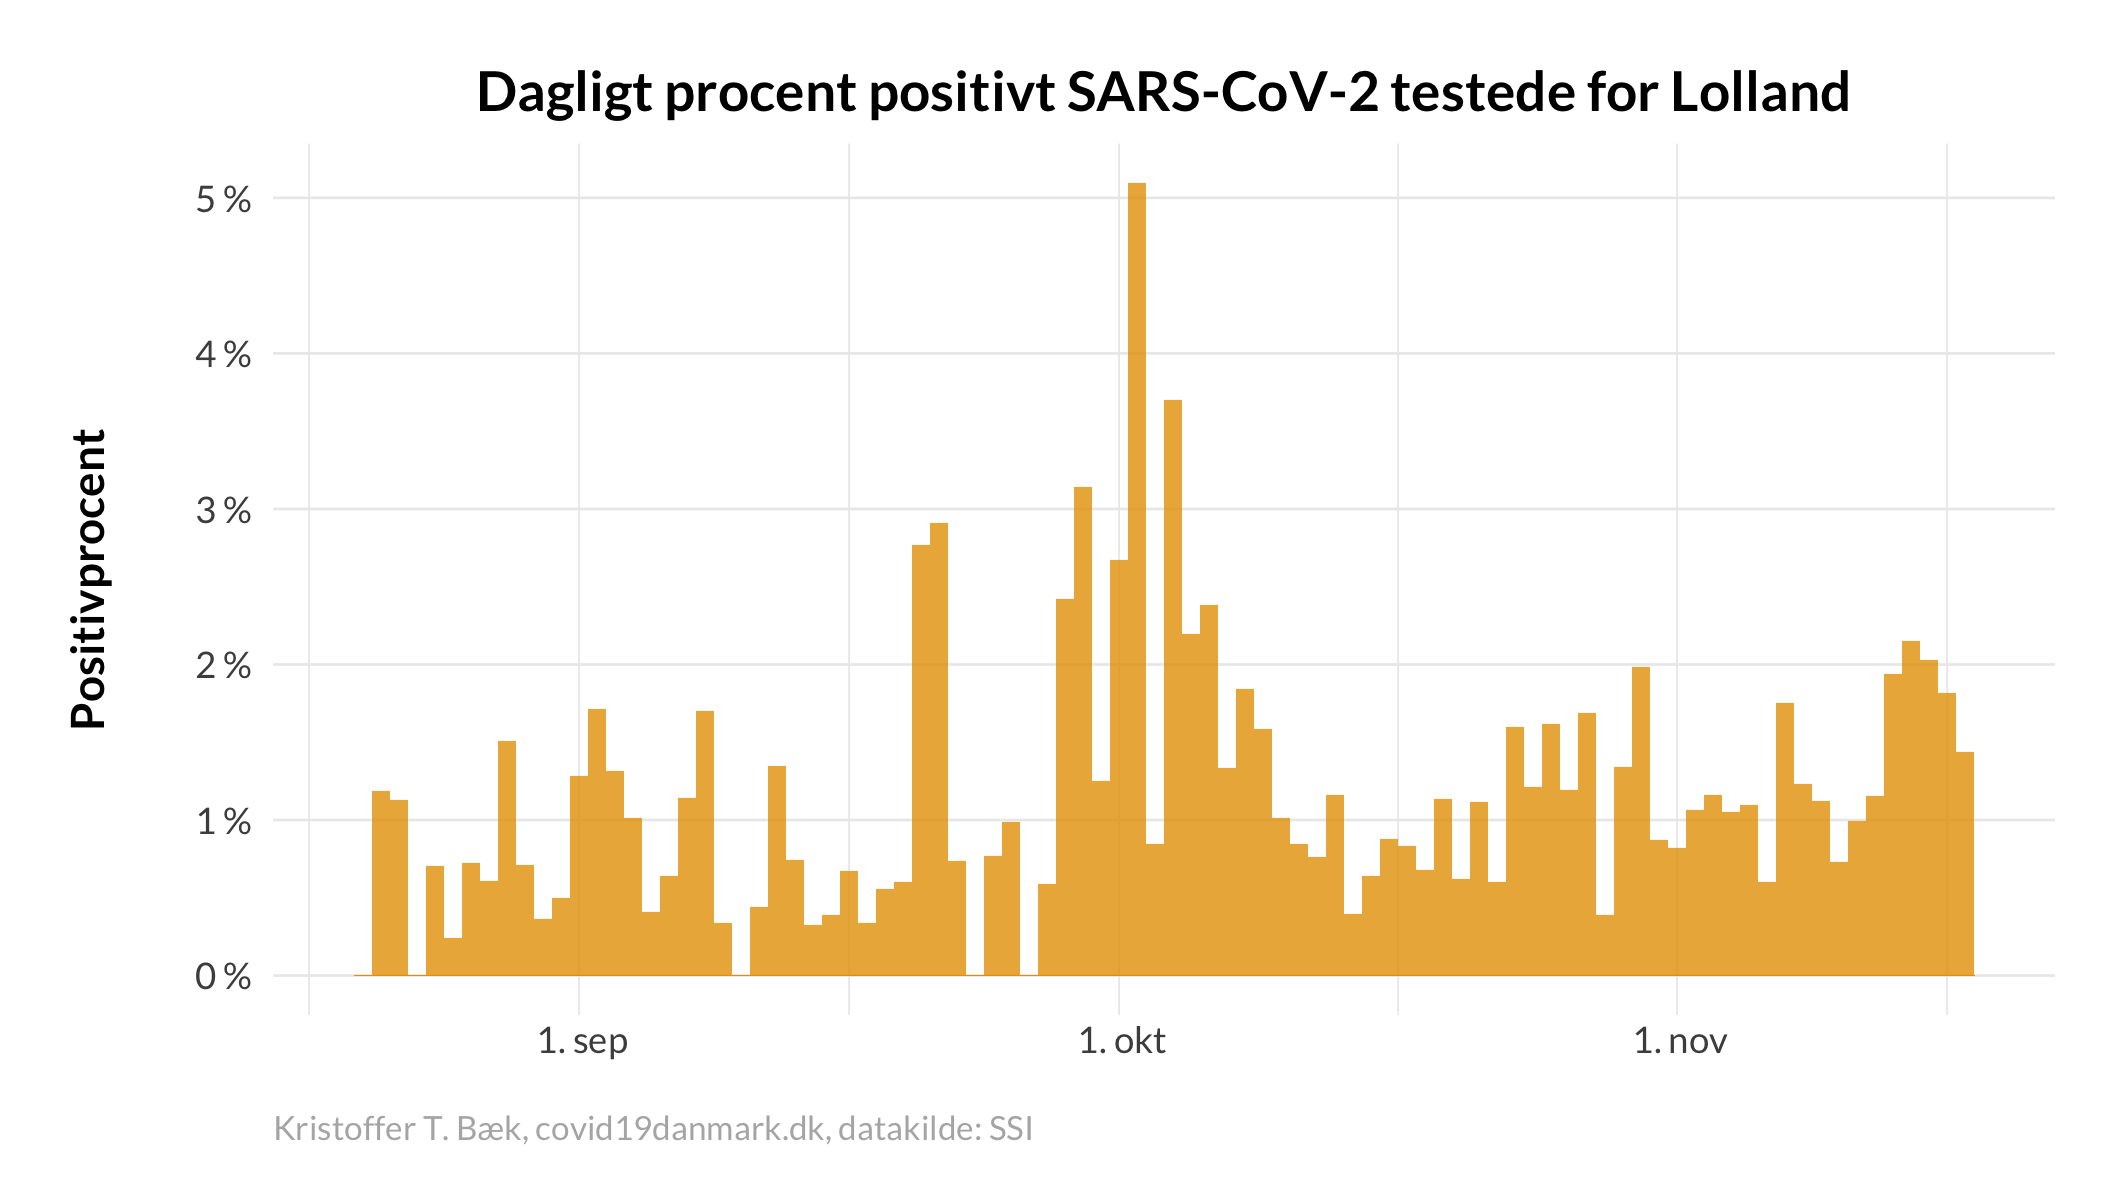 Dagligt procent positivt SARS-CoV-2 testede for Lolland
Positivprocent
5 %
4 %
3 %
2 %
1 %
0 %
1. sep
1. okt
1. nov
Kristoffer T. Bæk, covid19danmark.dk, datakilde: SSI